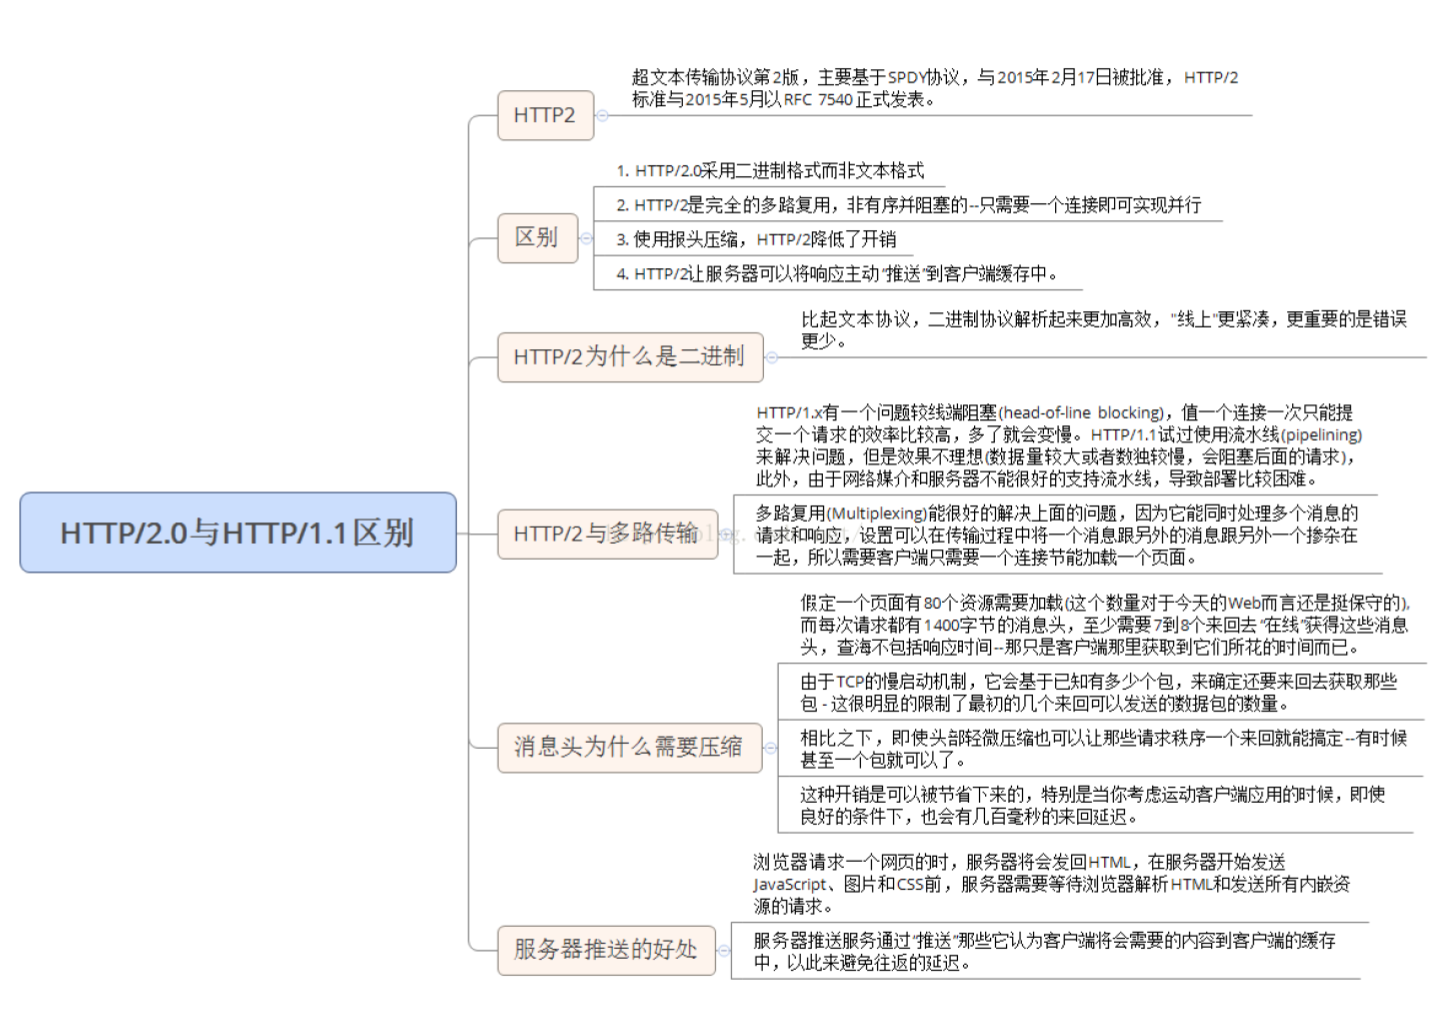 HTTP/2.0与HTTP/1.1区别
HTTP2
超文本传输协议第2版，主要基于SPDY协议，与2015年2月17日被批准，HTTP/2
标准与2015年5月以RFC 7540正式发表。
区别
1. HTTP/2.0采用二进制格式而非文本格式
2. HTTP/2是完全的多路复用，非有序并阻塞的--只需要一个连接即可实现并行
3. 使用报头压缩，HTTP/2降低了开销
4. HTTP/2让服务器可以将响应主动“推送”到客户端缓存中。
HTTP/2为什么是二进制
比起文本协议，二进制协议解析起来更加高效，"线上"更紧凑，更重要的是错误
更少。
HTTP/2与多路传输
HTTP/1.x有一个问题较线端阻塞(head-of-line blocking)，值一个连接一次只能提
交一个请求的效率比较高，多了就会变慢。HTTP/1.1试过使用流水线(pipelining)
来解决问题，但是效果不理想(数据量较大或者数独较慢，会阻塞后面的请求)，
此外，由于网络媒介和服务器不能很好的支持流水线，导致部署比较困难。
多路复用(Multiplexing)能很好的解决上面的问题，因为它能同时处理多个消息的
请求和响应，设置可以在传输过程中将一个消息跟另外的消息跟另外一个掺杂在
一起，所以需要客户端只需要一个连接节能加载一个页面。
消息头为什么需要压缩
假定一个页面有80个资源需要加载(这个数量对于今天的Web而言还是挺保守的),
而每次请求都有1400字节的消息头，至少需要7到8个来回去“在线”获得这些消息
头，查海不包括响应时间--那只是客户端那里获取到它们所花的时间而已。
由于TCP的慢启动机制，它会基于已知有多少个包，来确定还要来回去获取那些
包 - 这很明显的限制了最初的几个来回可以发送的数据包的数量。
相比之下，即使头部轻微压缩也可以让那些请求秩序一个来回就能搞定--有时候
甚至一个包就可以了。
这种开销是可以被节省下来的，特别是当你考虑运动客户端应用的时候，即使
良好的条件下，也会有几百毫秒的来回延迟。
服务器推送的好处
浏览器请求一个网页的时，服务器将会发回HTML，在服务器开始发送
JavaScript、图片和CSS前，服务器需要等待浏览器解析HTML和发送所有内嵌资
源的请求。
服务器推送服务通过“推送”那些它认为客户端将会需要的内容到客户端的缓存
中，以此来避免往返的延迟。